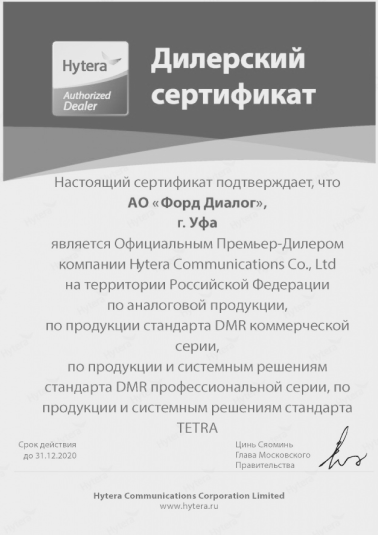 Hytera
Authorized
Dealer
Дилерский
сертификат
Настоящий сертификат подтверждает, что
АО «Форд Диалог»,
г. Уфа
является Официальным Премьер-Дилером
компании Hytera Communications Co., Ltd
на территории Российской Федерации
по аналоговой продукции,
по продукции стандарта DMR коммерческой
серии,
по продукции и системным решениям
стандарта DMR профессиональной серии, по
продукции и системным решениям стандарта
TETRA
Срок действия
до 31.12.2020
Цинь Сяоминь
Глава Московского
Правительства
Hytera Communications Corporation Limited
www.hytera.ru